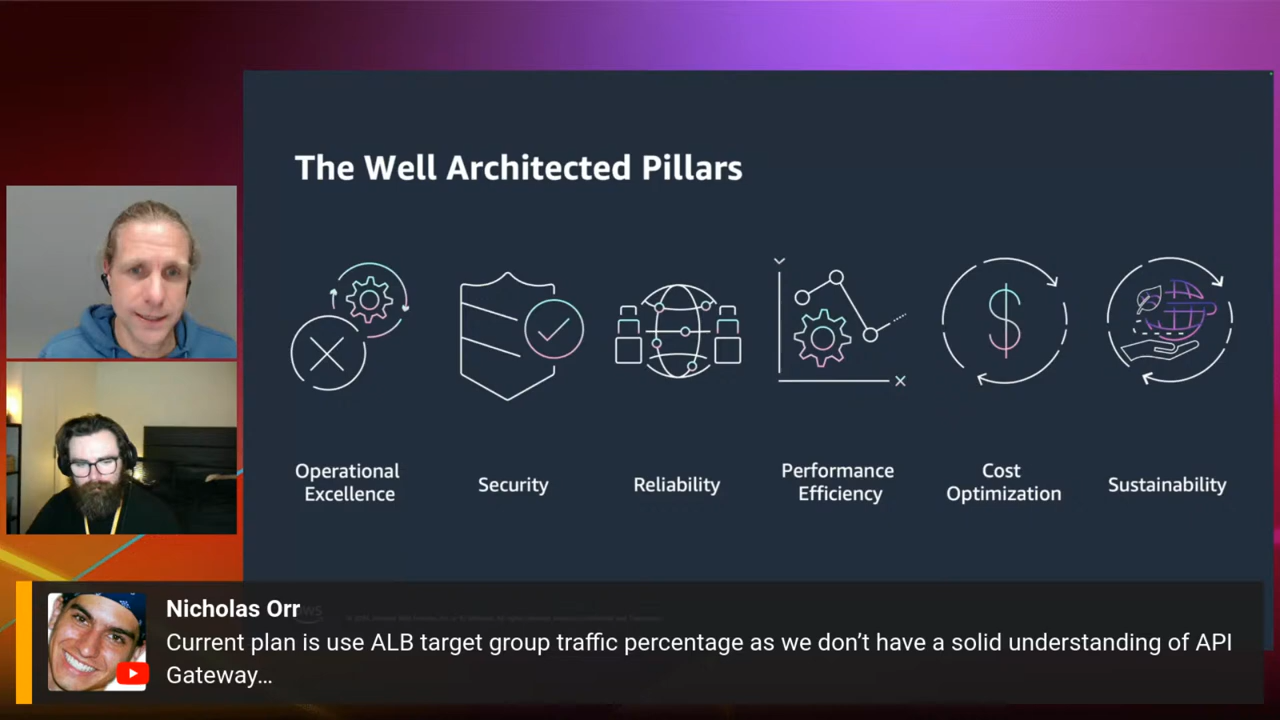 The Well Architected Pillars
Operational
Excellence
Security
Reliability
Performance
Efficiency
Cost
Optimization
Sustainability
Nicholas Orr
Current plan is use ALB target group traffic percentage as we don’t have a solid understanding of API
Gateway...